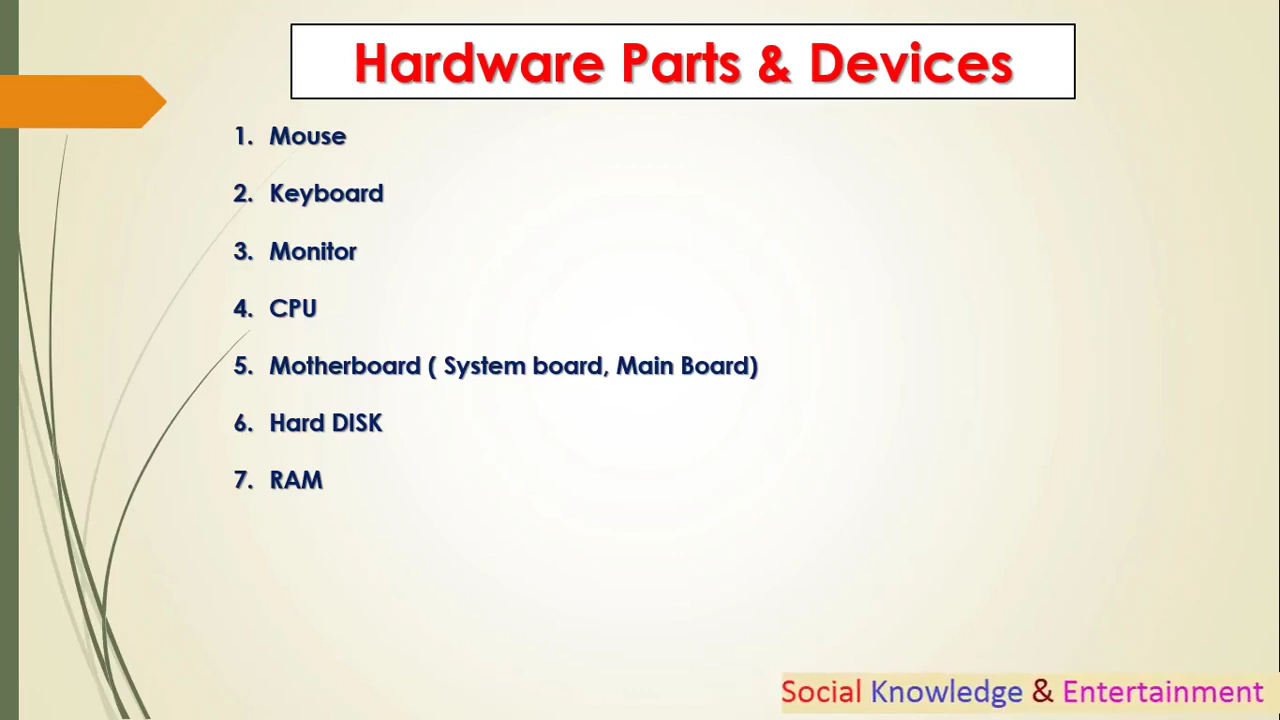 Hardware Parts & Devices
1. Mouse
2. Keyboard
3. Monitor
4. CPU
5. Motherboard ( System board, Main Board)
6. Hard DISK
7. RAM
Social Knowledge & Entertainment